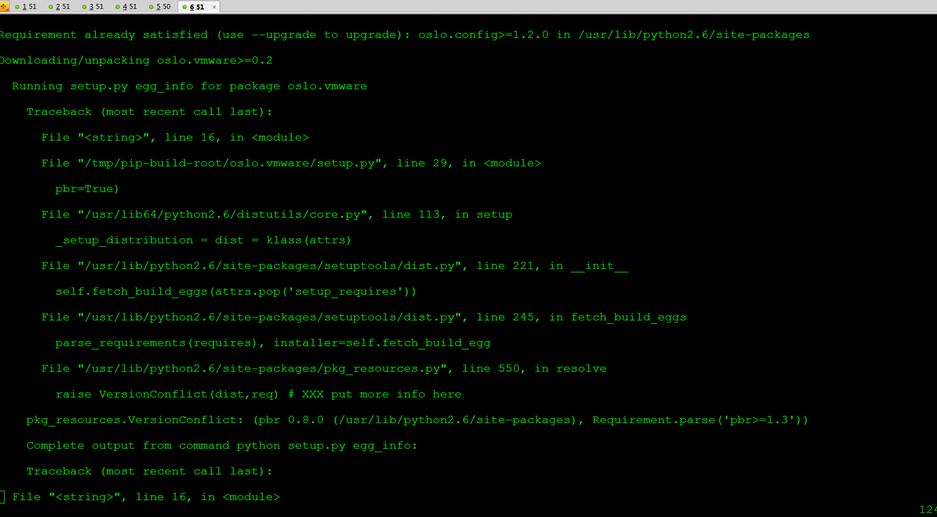 1 51 2 51 3 51 4 51 5 50 6 51 ×
Requirement already satisfied (use --upgrade to upgrade): oslo.config>=1.2.0 in /usr/lib/python2.6/site-packages
Downloading/unpacking oslo.vmware>=0.2
Running setup.py egg_info for package oslo.vmware
Traceback (most recent call last):
File "<string>", line 16, in <module>
File "/tmp/pip-build-root/oslo.vmware/setup.py", line 29, in <module>
pbr=True)
File "/usr/lib64/python2.6/distutils/core.py", line 113, in setup
_setup_distribution = dist = klass(attrs)
File "/usr/lib/python2.6/site-packages/setuptools/dist.py", line 221, in __init__
self.fetch_build_eggs(attrs.pop('setup_requires'))
File "/usr/lib/python2.6/site-packages/setuptools/dist.py", line 245, in fetch_build_eggs
parse_requirements(requires), installer=self.fetch_build_egg
File "/usr/lib/python2.6/site-packages/pkg_resources.py", line 550, in resolve
raise VersionConflict(dist,req) # XXX put more info here
pkg_resources.VersionConflict: (pbr 0.8.0 (/usr/lib/python2.6/site-packages), Requirement.parse('pbr>=1.3'))
Complete output from command python setup.py egg_info:
Traceback (most recent call last):
File "<string>", line 16, in <module>
124